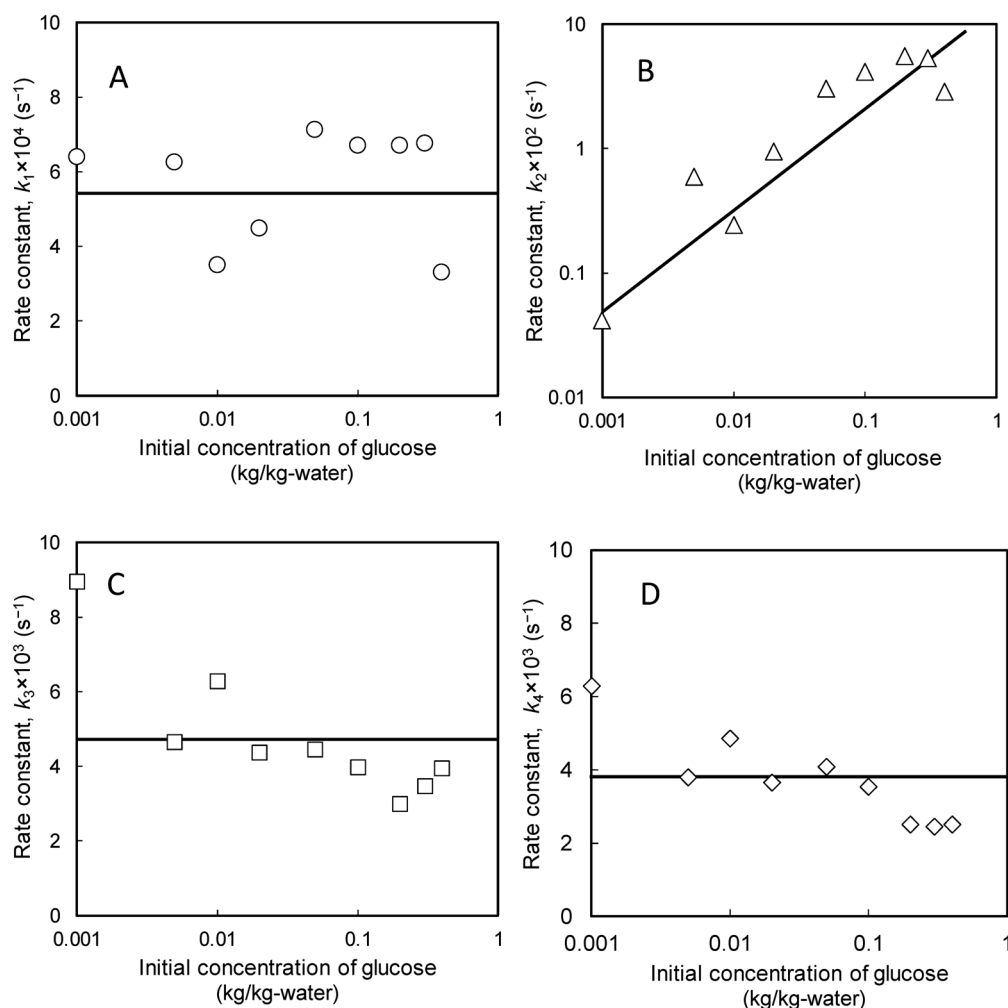 A
Rate constant, k₁×10⁴ (s⁻¹)
10
8
6
4
2
0
0.001
0.01
0.1
1
Initial concentration of glucose
(kg/kg-water)
B
Rate constant, k₂×10² (s⁻¹)
10
1
0.1
0.01
0.001
0.01
0.1
1
Initial concentration of glucose
(kg/kg-water)
C
Rate constant, k₃×10³ (s⁻¹)
10
8
6
4
2
0
0.001
0.01
0.1
1
Initial concentration of glucose
(kg/kg-water)
D
Rate constant, k₄×10³ (s⁻¹)
10
8
6
4
2
0
0.001
0.01
0.1
1
Initial concentration of glucose
(kg/kg-water)